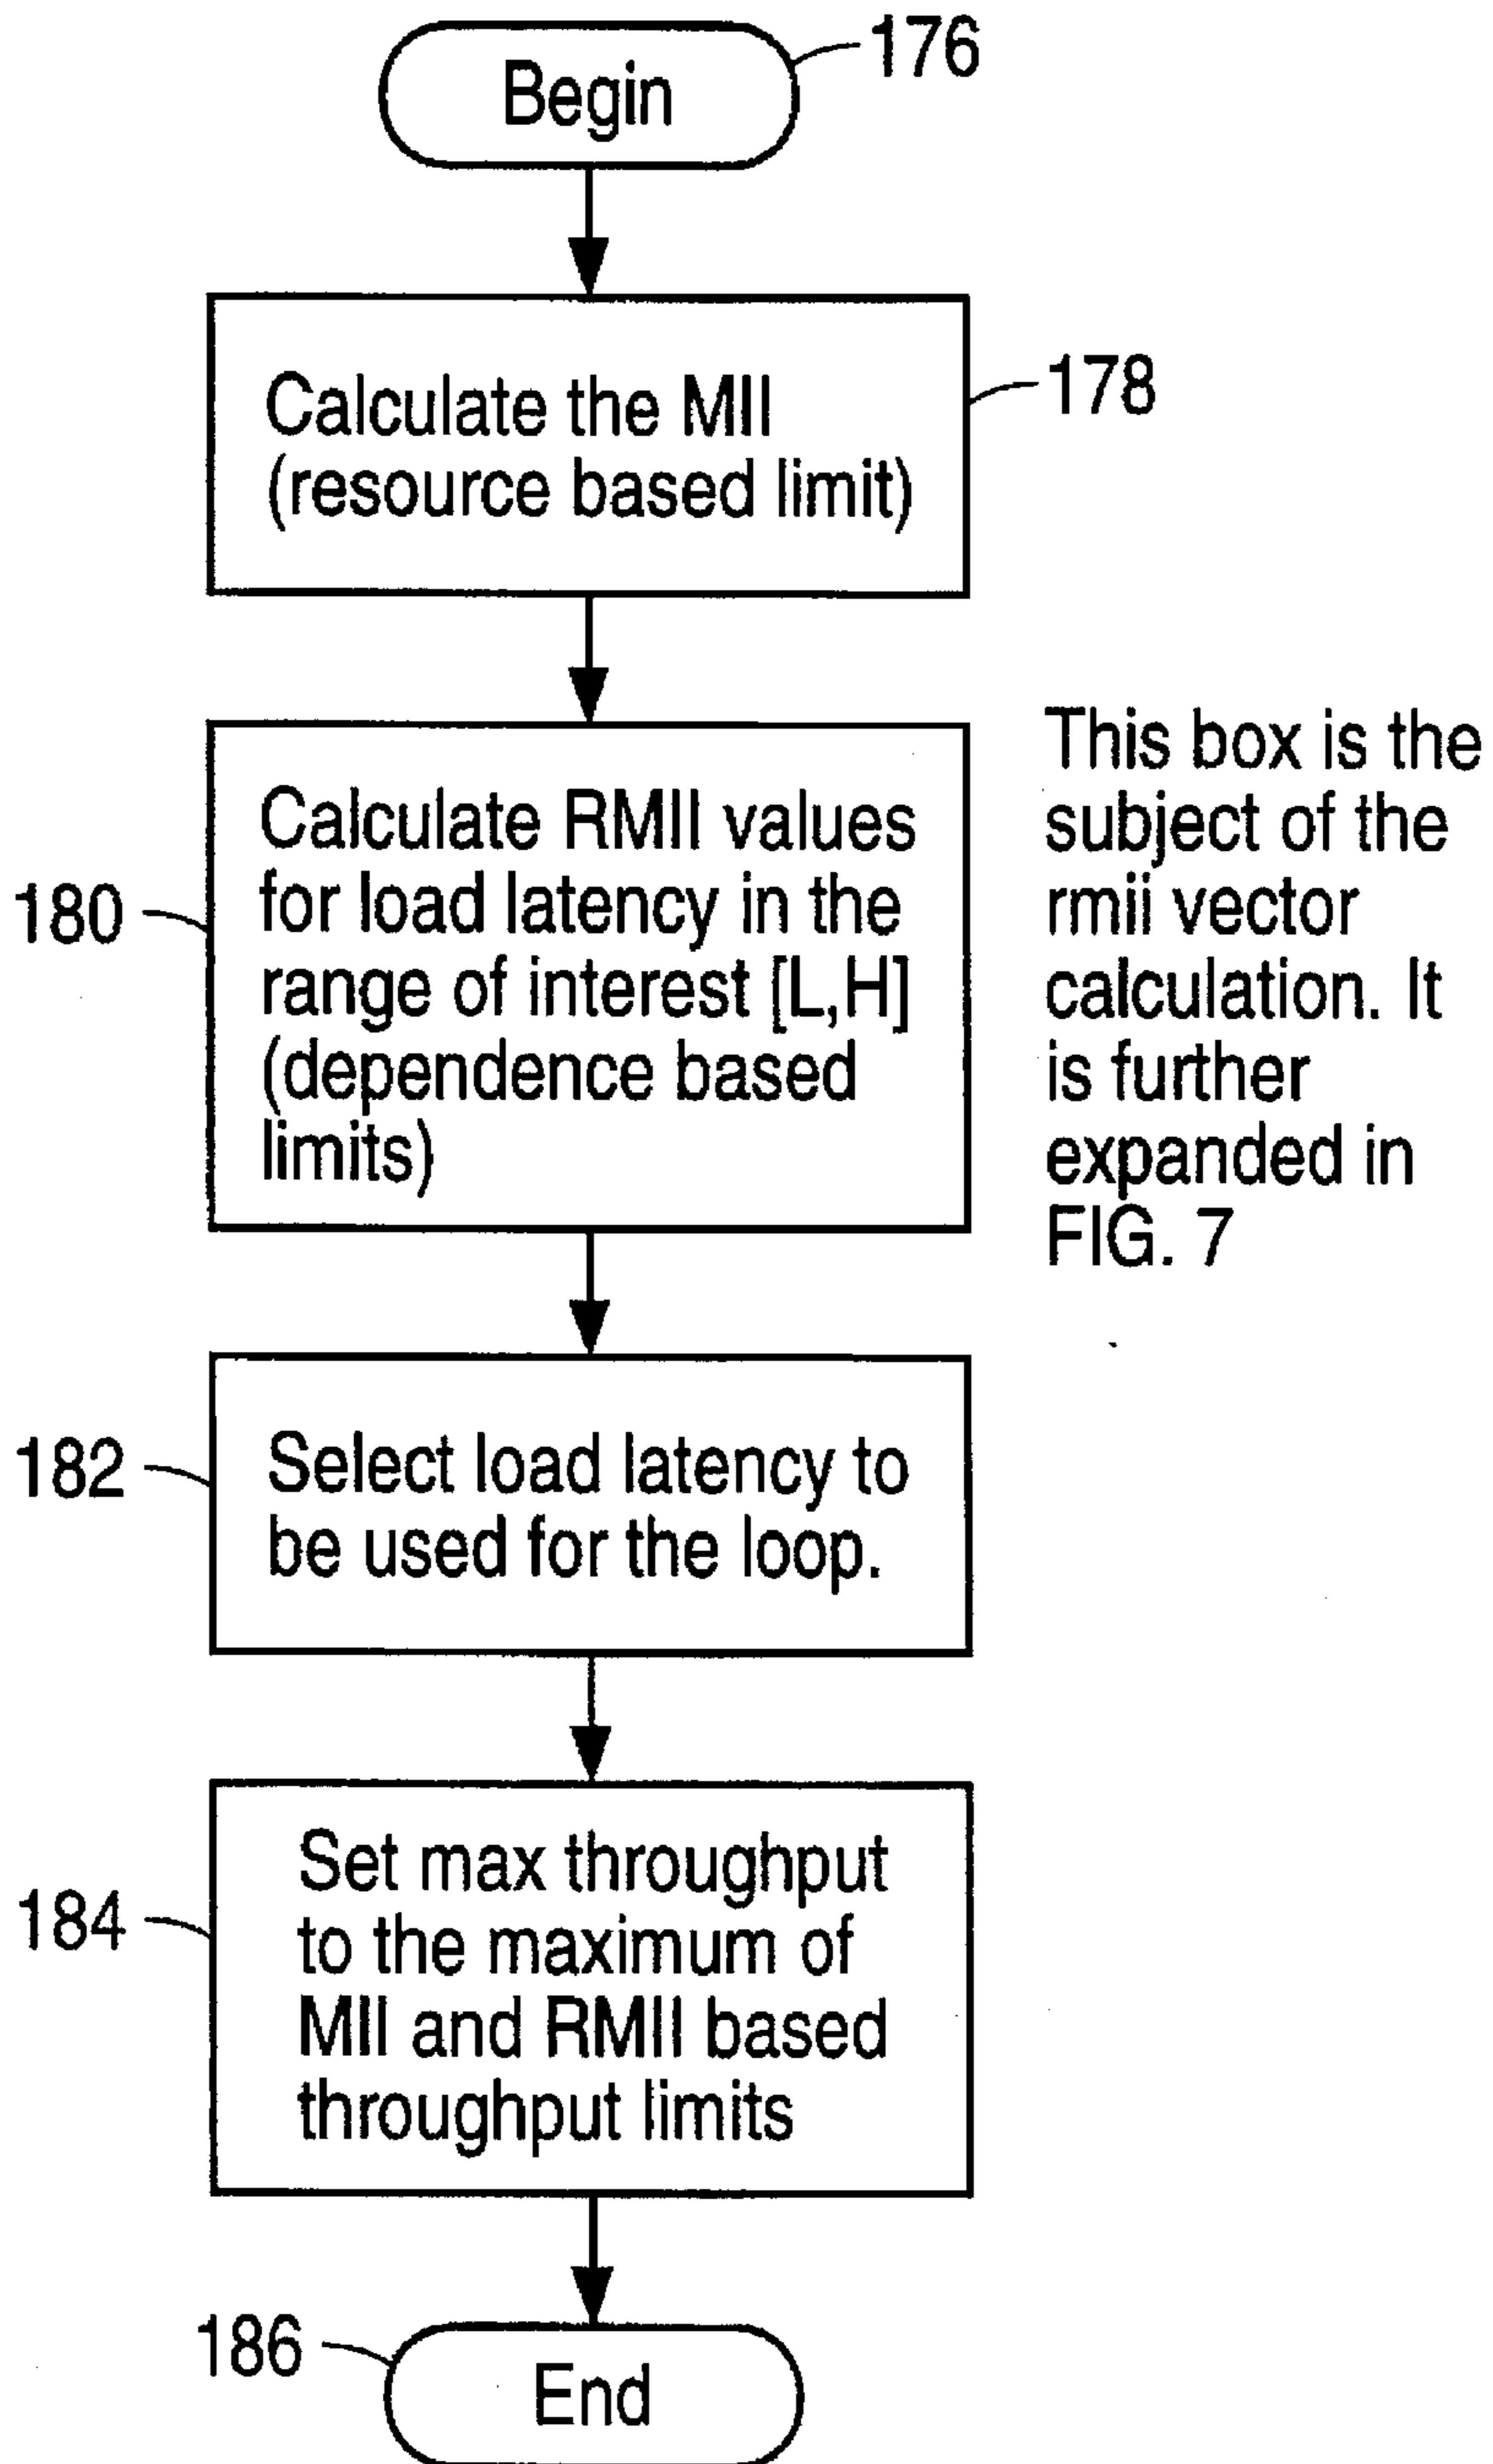 Begin
176
Calculate the MII
(resource based limit)
178
Calculate RMII values
for load latency in the
range of interest [L,H]
(dependence based
limits)
180
This box is the
subject of the
rmii vector
calculation. It
is further
expanded in
FIG. 7
Select load latency to
be used for the loop.
182
Set max throughput
to the maximum of
MII and RMII based
throughput limits
184
End
186